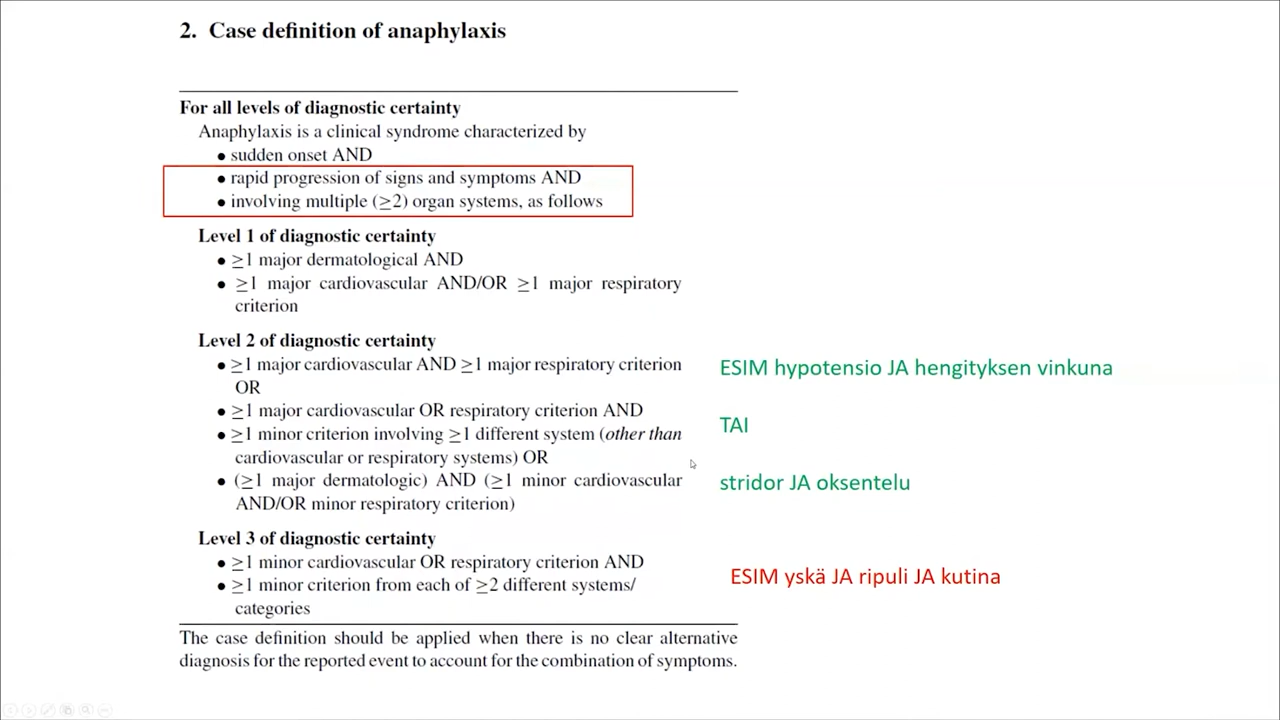 2. Case definition of anaphylaxis
For all levels of diagnostic certainty
Anaphylaxis is a clinical syndrome characterized by
• sudden onset AND
• rapid progression of signs and symptoms AND
• involving multiple (≥2) organ systems, as follows
Level 1 of diagnostic certainty
• ≥1 major dermatological AND
• ≥1 major cardiovascular AND/OR ≥1 major respiratory
criterion
Level 2 of diagnostic certainty
• ≥1 major cardiovascular AND ≥1 major respiratory criterion
OR
• ≥1 major cardiovascular OR respiratory criterion AND
• ≥1 minor criterion involving ≥1 different system (other than
cardiovascular or respiratory systems) OR
• (≥1 major dermatologic) AND (≥1 minor cardiovascular
AND/OR minor respiratory criterion)
ESIM hypotensio JA hengityksen vinkuna
TAI
stridor JA oksentelu
Level 3 of diagnostic certainty
• ≥1 minor cardiovascular OR respiratory criterion AND
• ≥1 minor criterion from each of ≥2 different systems/
categories
ESIM yskä JA ripuli JA kutina
The case definition should be applied when there is no clear alternative
diagnosis for the reported event to account for the combination of symptoms.